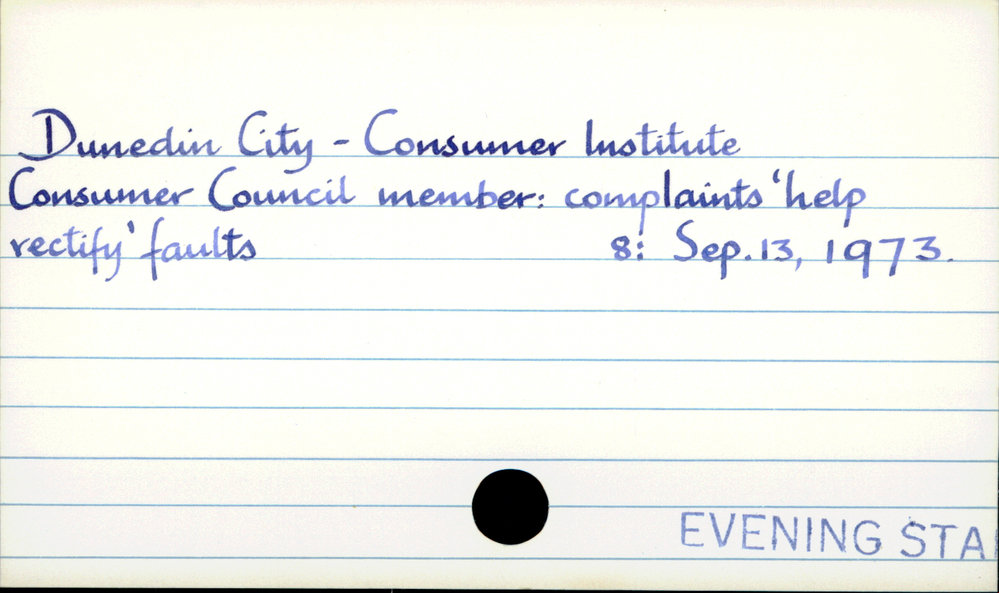 Dunedin City - Consumer Institute
Consumer Council member: complaints 'help
rectify' faults 8: Sep. 13, 1973.
EVENING STA